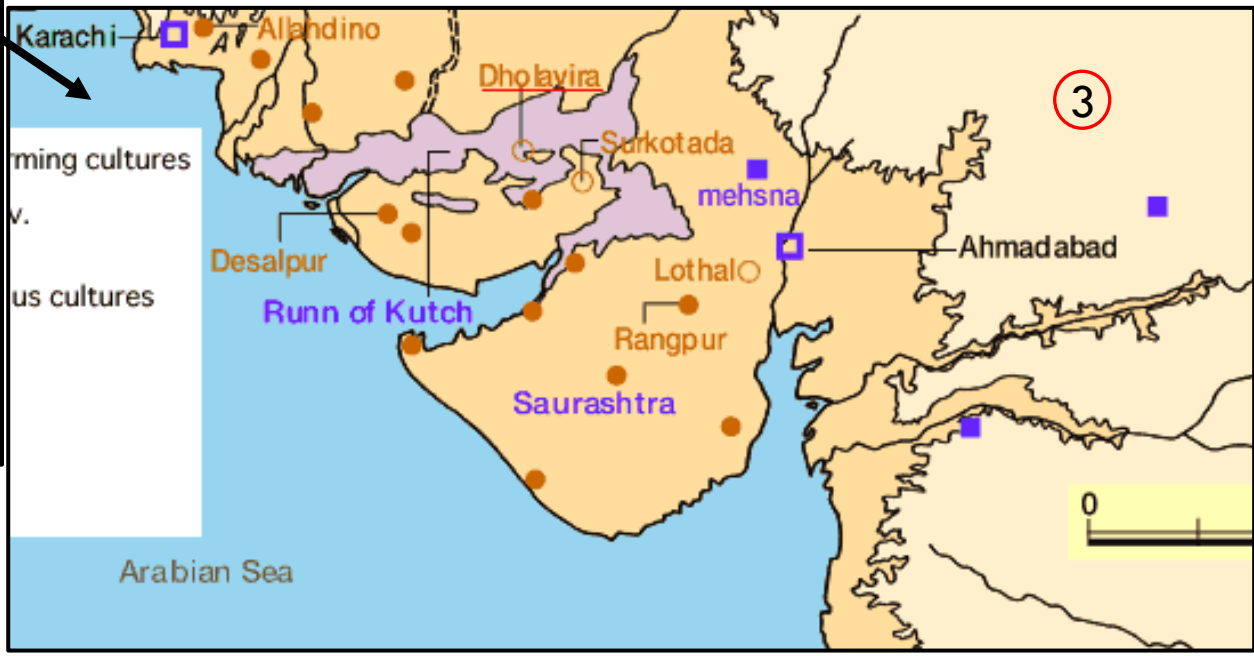 Karachi
Allahdino
Dholavira
3
rming cultures
Surkotada
v.
mehsna
Desalpur
Lothal
Ahmadabad
us cultures
Runn of Kutch
Rangpur
Saurashtra
0
Arabian Sea